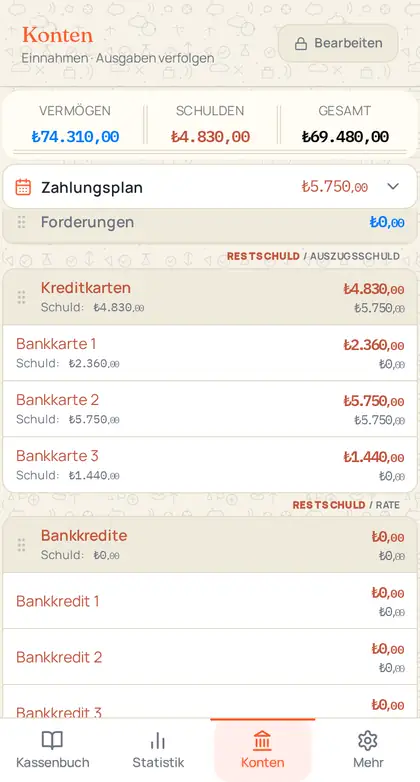 Konten
Einnahmen · Ausgaben verfolgen
Bearbeiten
VERMÖGEN SCHULDEN GESAMT
₺74.310,00 ₺4.830,00 ₺69.480,00
Zahlungsplan ₺5.750,00
Forderungen ₺0,00
RESTSCHULD / AUSZUGSSCHULD
Kreditkarten ₺4.830,00
Schuld: ₺4.830,00 ₺5.750,00
Bankkarte 1 ₺2.360,00
Schuld: ₺2.360,00 ₺0,00
Bankkarte 2 ₺5.750,00
Schuld: ₺5.750,00 ₺5.750,00
Bankkarte 3 ₺1.440,00
Schuld: ₺1.440,00 ₺0,00
RESTSCHULD / RATE
Bankkredite ₺0,00
Schuld: ₺0,00 ₺0,00
Bankkredit 1 ₺0,00
₺0,00
Bankkredit 2 ₺0,00
₺0,00
Bankkredit 3 ₺0,00
Kassenbuch Statistik Konten Mehr